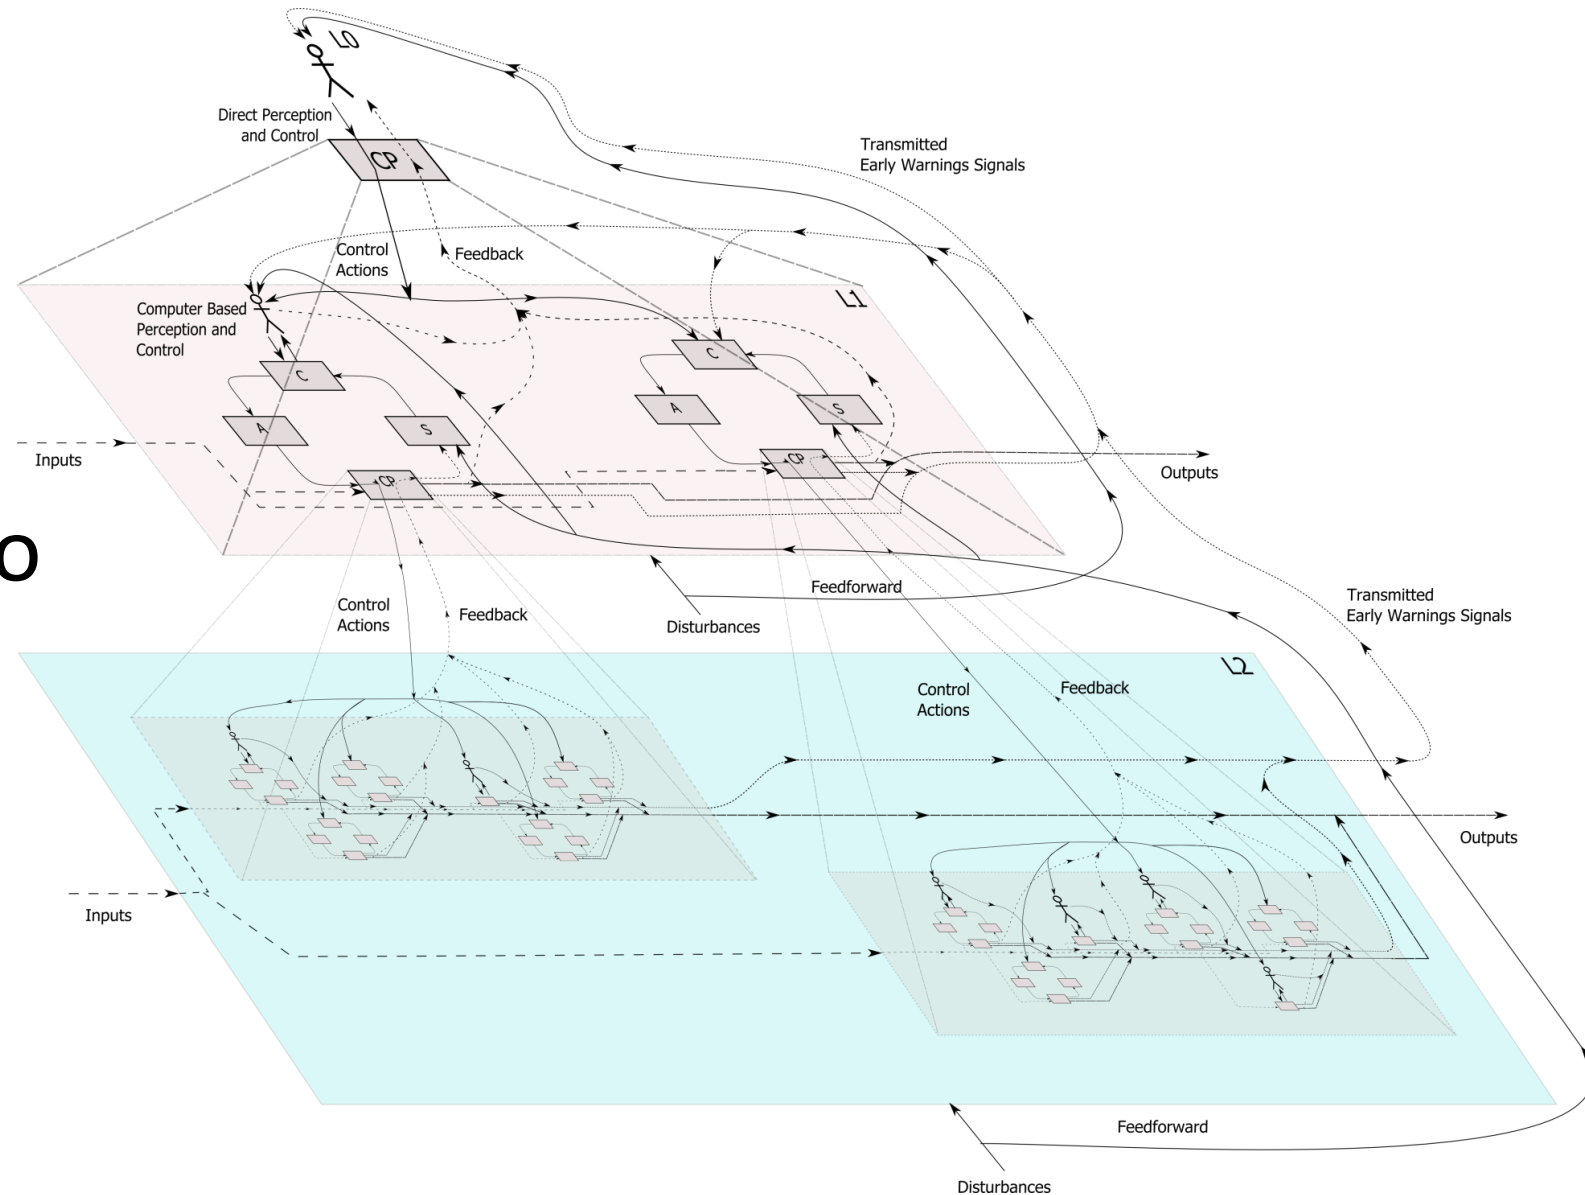 L0
Direct Perception
and Control
CP
Transmitted
Early Warnings Signals
Control
Actions
Feedback
L1
Computer Based
Perception and
Control
C
C
A
S
A
S
Inputs
CP
CP
Outputs
o
Feedforward
Disturbances
Control
Actions
Feedback
Transmitted
Early Warnings Signals
L2
Control
Actions
Feedback
Outputs
Inputs
Feedforward
Disturbances